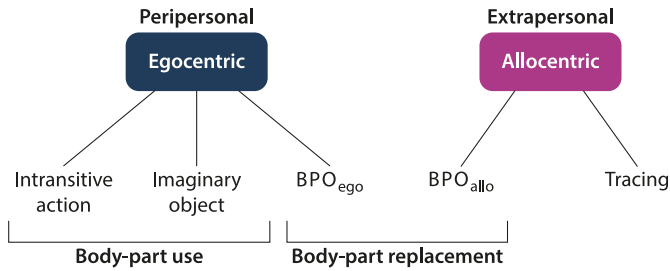 Peripersonal Extrapersonal
Egocentric Allocentric
Intransitive action Imaginary object BPOego BPOallo Tracing
Body-part use Body-part replacement